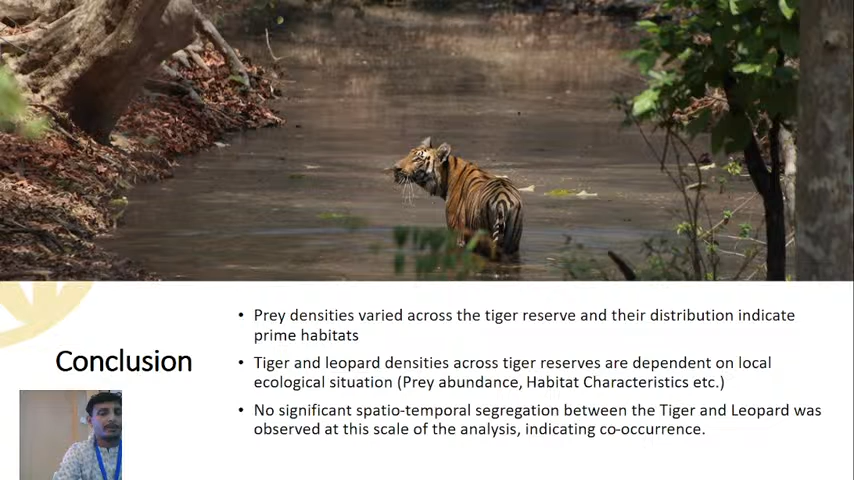 Conclusion
• Prey densities varied across the tiger reserve and their distribution indicate
prime habitats
• Tiger and leopard densities across tiger reserves are dependent on local
ecological situation (Prey abundance, Habitat Characteristics etc.)
• No significant spatio-temporal segregation between the Tiger and Leopard was
observed at this scale of the analysis, indicating co-occurrence.